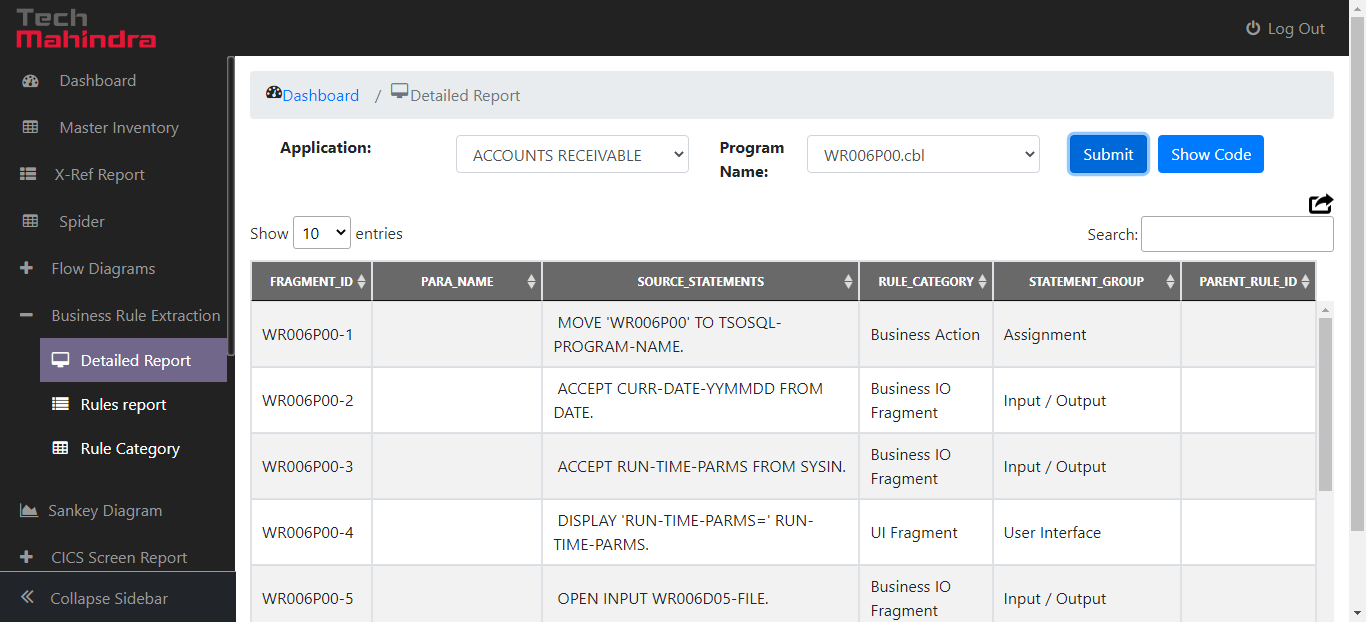 Tech
Mahindra
Log Out
Dashboard
Master Inventory
X-Ref Report
Spider
Flow Diagrams
Business Rule Extraction
Detailed Report
Rules report
Rule Category
Sankey Diagram
CICS Screen Report
Collapse Sidebar
Dashboard / Detailed Report
Application:
ACCOUNTS RECEIVABLE
Program
Name:
WR006P00.cbl
Submit
Show Code
Show 10 entries
Search:
FRAGMENT_ID PARA_NAME SOURCE_STATEMENTS RULE_CATEGORY STATEMENT_GROUP PARENT_RULE_ID
WR006P00-1
MOVE 'WR006P00' TO TSOSQL-
PROGRAM-NAME.
Business Action
Assignment
WR006P00-2
ACCEPT CURR-DATE-YYMMDD FROM
DATE.
Business IO
Fragment
Input / Output
WR006P00-3
ACCEPT RUN-TIME-PARMS FROM SYSIN.
Business IO
Fragment
Input / Output
WR006P00-4
DISPLAY 'RUN-TIME-PARMS=' RUN-
TIME-PARMS.
UI Fragment
User Interface
WR006P00-5
OPEN INPUT WR006D05-FILE.
Business IO
Fragment
Input / Output